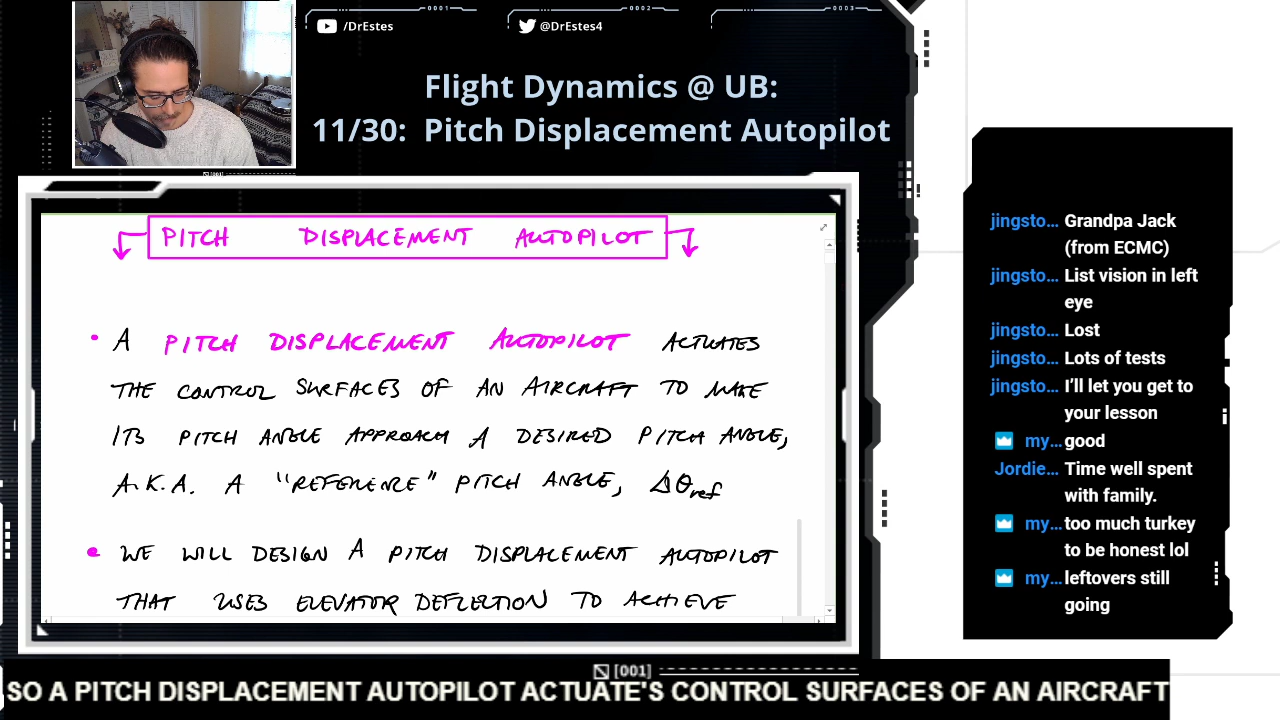 0001
0002
0003
/DrEstes
@DrEstes4
Flight Dynamics @ UB:
11/30: Pitch Displacement Autopilot
[001]
PITCH DISPLACEMENT AUTOPILOT
• A PITCH DISPLACEMENT AUTOPILOT ACTUATES
THE CONTROL SURFACES OF AN AIRCRAFT TO MAKE
ITS PITCH ANGLE APPROACH A DESIRED PITCH ANGLE,
A.K.A. A "REFERENCE" PITCH ANGLE, Δθref
• WE WILL DESIGN A PITCH DISPLACEMENT AUTOPILOT
THAT USES ELEVATOR DEFLECTION TO ACHIEVE
jingsto... Grandpa Jack
(from ECMC)
jingsto... List vision in left
eye
jingsto... Lost
jingsto... Lots of tests
jingsto... I'll let you get to
your lesson
my... good
Jordie... Time well spent
with family.
my... too much turkey
to be honest lol
my... leftovers still
going
[001]
SO A PITCH DISPLACEMENT AUTOPILOT ACTUATE'S CONTROL SURFACES OF AN AIRCRAFT